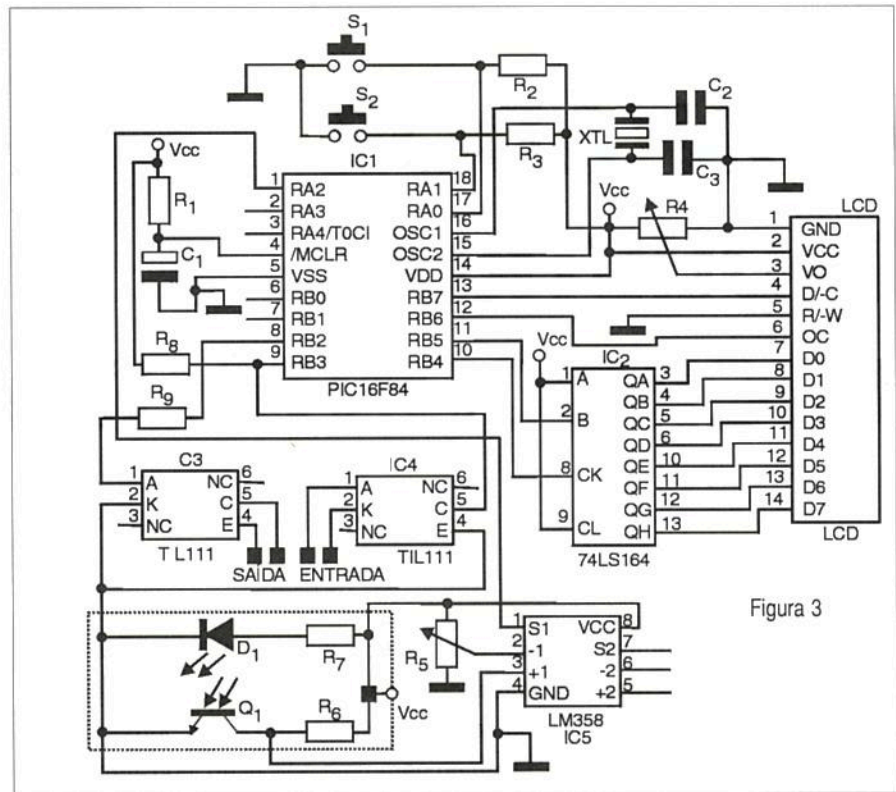 S1
S2
R2
R3
XTL
C2
C3
Vcc
R1
C1
IC1
1 RA2
2 RA3
3 RA4/T0CI
4 /MCLR
5 VSS
6 RB0
7 RB1
8 RB2
9 RB3
RA1 18
RA0 17
OSC1 16
OSC2 15
VDD 14
RB7 13
RB6 12
RB5 11
RB4 10
PIC16F84
Vcc
R4
LCD
1 GND
2 VCC
3 VO
4 D/-C
5 R/-W
6 OC
7 D0
8 D1
9 D2
10 D3
11 D4
12 D5
13 D6
14 D7
LCD
R8
R9
Vcc
IC2
1 A
2 B
8 CK
9 CL
QA 3
QB 4
QC 5
QD 6
QE 10
QF 11
QG 12
QH 13
74LS164
C3
1 A
2 K
3 NC
NC 6
C 5
E 4
T L111
SAÍDA
IC4
1 A
2 K
3 NC
NC 6
C 5
E 4
TIL111
ENTRADA
D1
R7
Q1
R6
Vcc
R5
1 S1
2 -1
3 +1
4 GND
VCC 8
S2 7
-2 6
+2 5
LM358
IC5
Figura 3